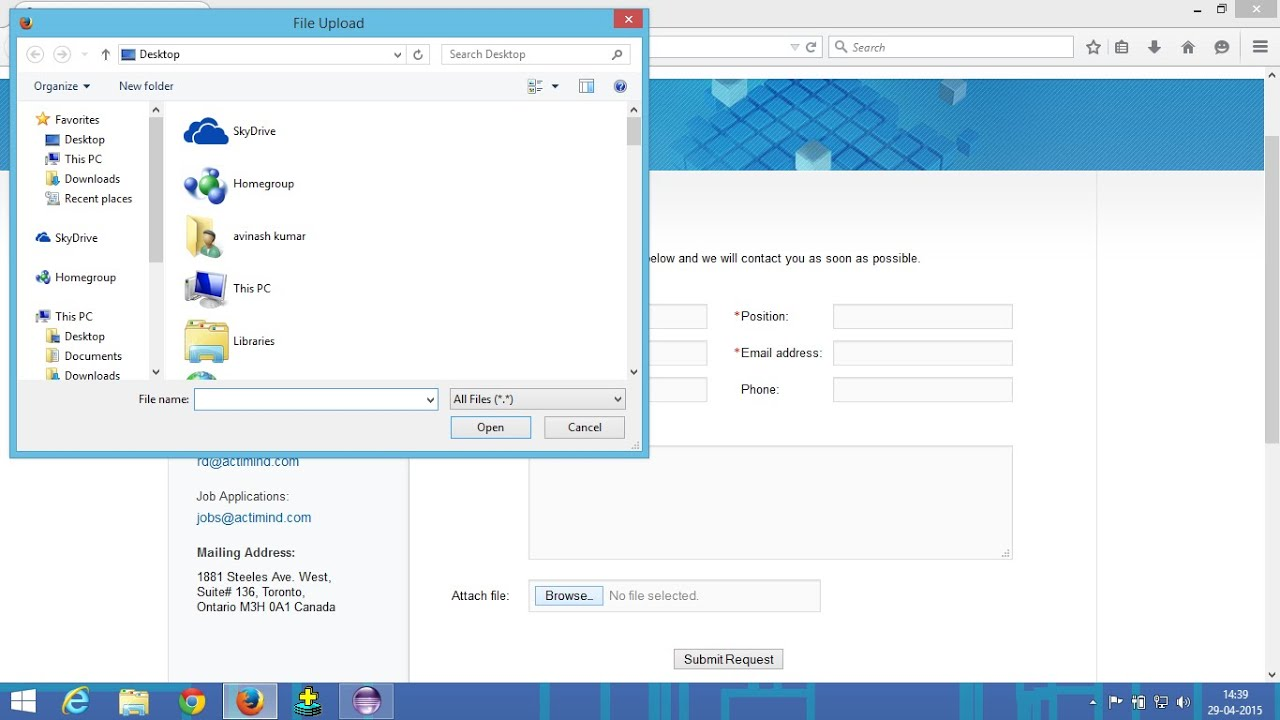 File Upload
Desktop
Search Desktop
Search
Organize
New folder
Favorites
Desktop
This PC
Downloads
Recent places
SkyDrive
Homegroup
This PC
Desktop
Documents
Downloads
SkyDrive
Homegroup
avinash kumar
This PC
Libraries
File name:
All Files (*.*)
Open
Cancel
below and we will contact you as soon as possible.
*Position:
*Email address:
Phone:
rd@actimind.com
Job Applications:
jobs@actimind.com
Mailing Address:
1881 Steeles Ave. West,
Suite# 136, Toronto,
Ontario M3H 0A1 Canada
Attach file:
Browse_
No file selected.
Submit Request
14:39
29-04-2015